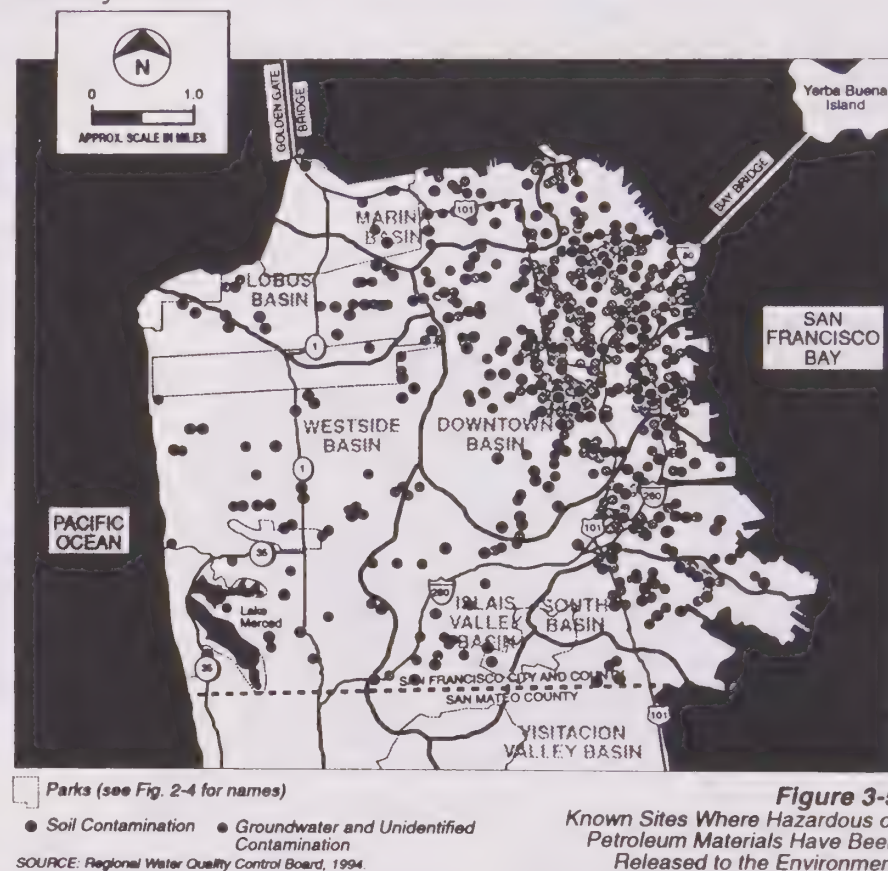 N
0 1.0
APPROX. SCALE IN MILES
GOLDEN GATE
BRIDGE
Yerba Buena
Island
BAY BRIDGE
101
80
MARIN
BASIN
LOBOS
BASIN
SAN
FRANCISCO
BAY
1
WESTSIDE
BASIN
DOWNTOWN
BASIN
1
280
101
PACIFIC
OCEAN
35
Lake
Merced
280
ISLAIS
VALLEY
BASIN
SOUTH
BASIN
35
SAN FRANCISCO CITY AND COUNTY
SAN MATEO COUNTY
101
VISITACION
VALLEY BASIN
Parks (see Fig. 2-4 for names)
Soil Contamination
Groundwater and Unidentified
Contamination
SOURCE: Regional Water Quality Control Board, 1994.
Figure 3-
Known Sites Where Hazardous o
Petroleum Materials Have Bee
Released to the Environmen